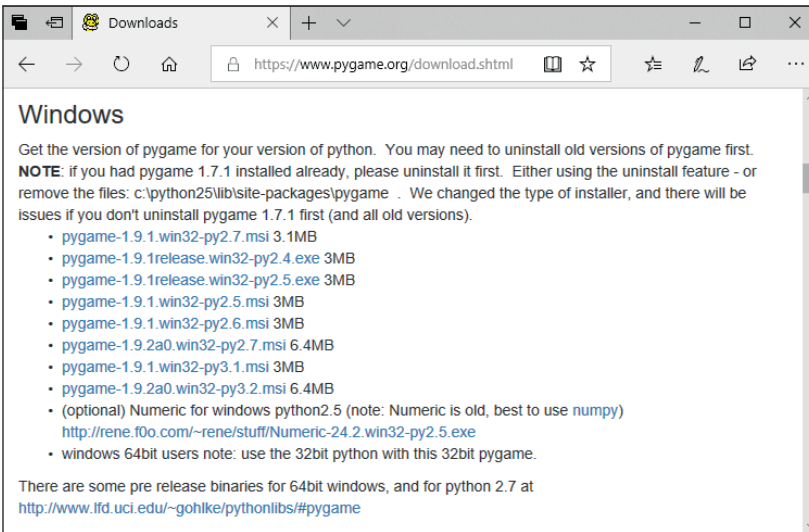 Downloads
https://www.pygame.org/download.shtml
Windows
Get the version of pygame for your version of python. You may need to uninstall old versions of pygame first.
NOTE: if you had pygame 1.7.1 installed already, please uninstall it first. Either using the uninstall feature - or
remove the files: c:\python25\lib\site-packages\pygame . We changed the type of installer, and there will be
issues if you don't uninstall pygame 1.7.1 first (and all old versions).
• pygame-1.9.1.win32-py2.7.msi 3.1MB
• pygame-1.9.1release.win32-py2.4.exe 3MB
• pygame-1.9.1release.win32-py2.5.exe 3MB
• pygame-1.9.1.win32-py2.5.msi 3MB
• pygame-1.9.1.win32-py2.6.msi 3MB
• pygame-1.9.2a0.win32-py2.7.msi 6.4MB
• pygame-1.9.1.win32-py3.1.msi 3MB
• pygame-1.9.2a0.win32-py3.2.msi 6.4MB
• (optional) Numeric for windows python2.5 (note: Numeric is old, best to use numpy)
http://rene.f0o.com/~rene/stuff/Numeric-24.2.win32-py2.5.exe
• windows 64bit users note: use the 32bit python with this 32bit pygame.
There are some pre release binaries for 64bit windows, and for python 2.7 at
http://www.lfd.uci.edu/~gohlke/pythonlibs/#pygame